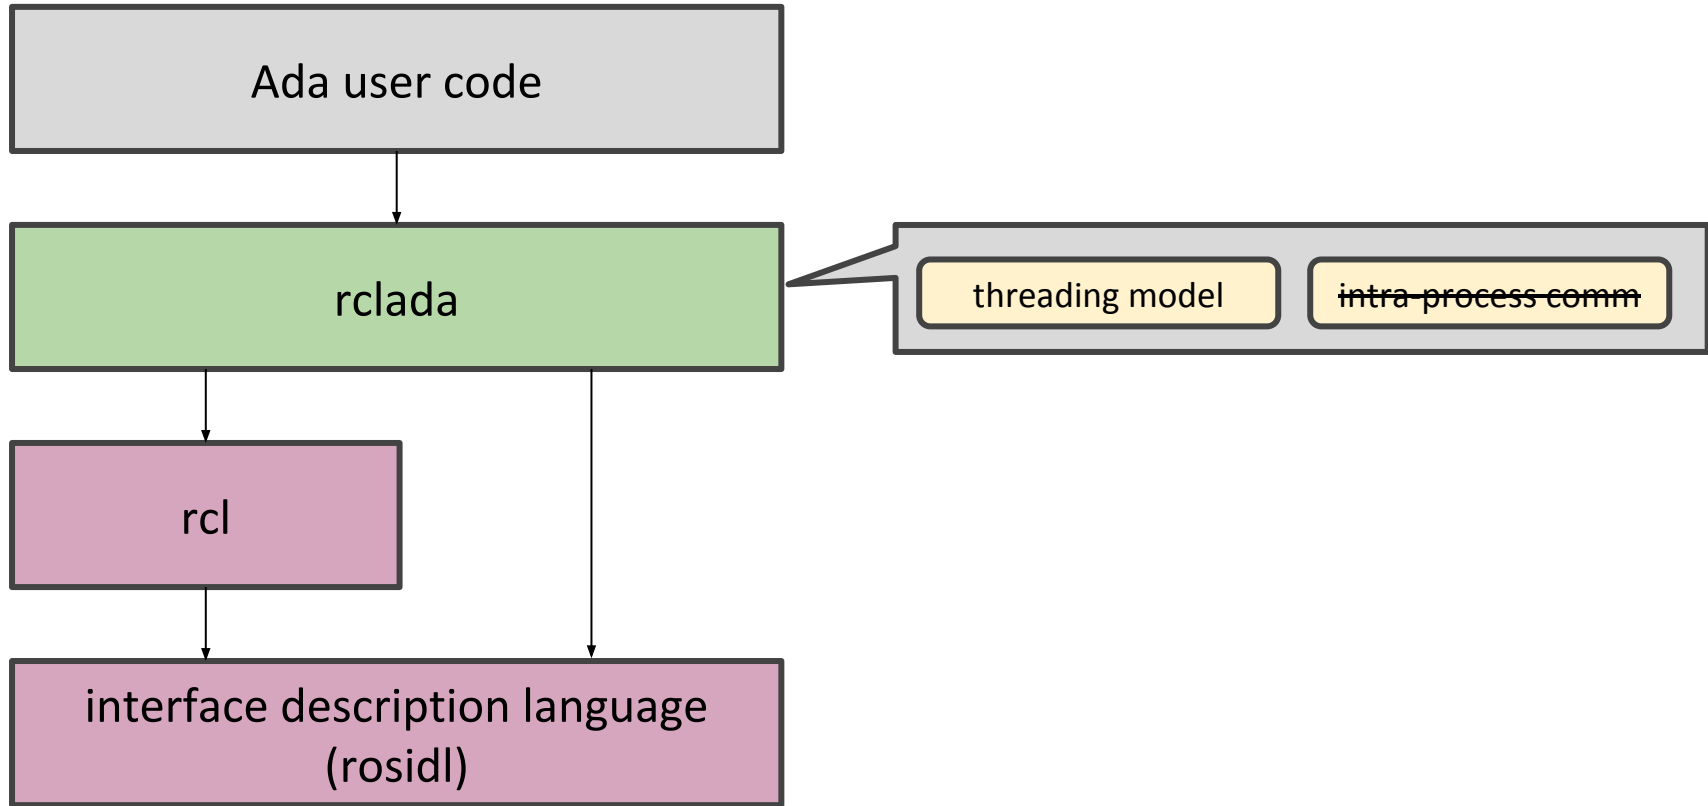 Ada user code
rclada
threading model
intra-process comm
rcl
interface description language
(rosidl)